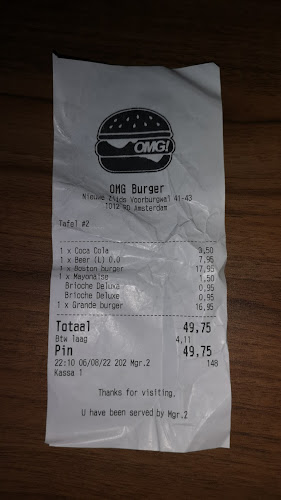 OMG!
OMG Burger
Nieuwe Zijds Voorburgwal 41-43
1012 RD Amsterdam
Tafel #2
1 x Coca Cola 3,50
1 x Beer (L) 0.0 7,95
1 x Boston burger 17,95
1 x Mayonaise 1,50
Brioche Deluxe 0,95
Brioche Deluxe 0,95
1 x Grande burger 16,95
Totaal 49,75
Btw laag 4,11
Pin 49,75
22:10 06/08/22 202 Mgr.2 148
Kassa 1
Thanks for visiting.
U have been served by Mgr.2